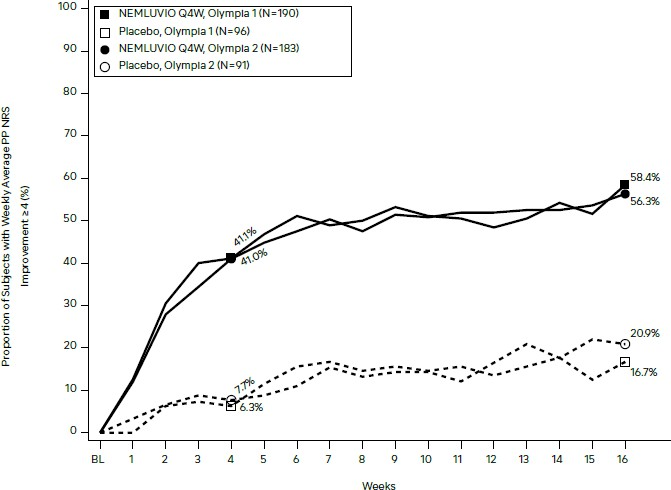 100
NEMLUVIO Q4W, Olympia 1 (N=190)
Placebo, Olympia 1 (N=96)
NEMLUVIO Q4W, Olympia 2 (N=183)
Placebo, Olympia 2 (N=91)
80
70
60
50
40
30
20
10
0
Proportion of Subjects with Weekly Average PP NRS
Improvement ≥4 (%)
41.1%
41.0%
58.4%
56.3%
7.7%
6.3%
20.9%
16.7%
BL 1 2 3 4 5 6 7 8 9 10 11 12 13 14 15 16
Weeks